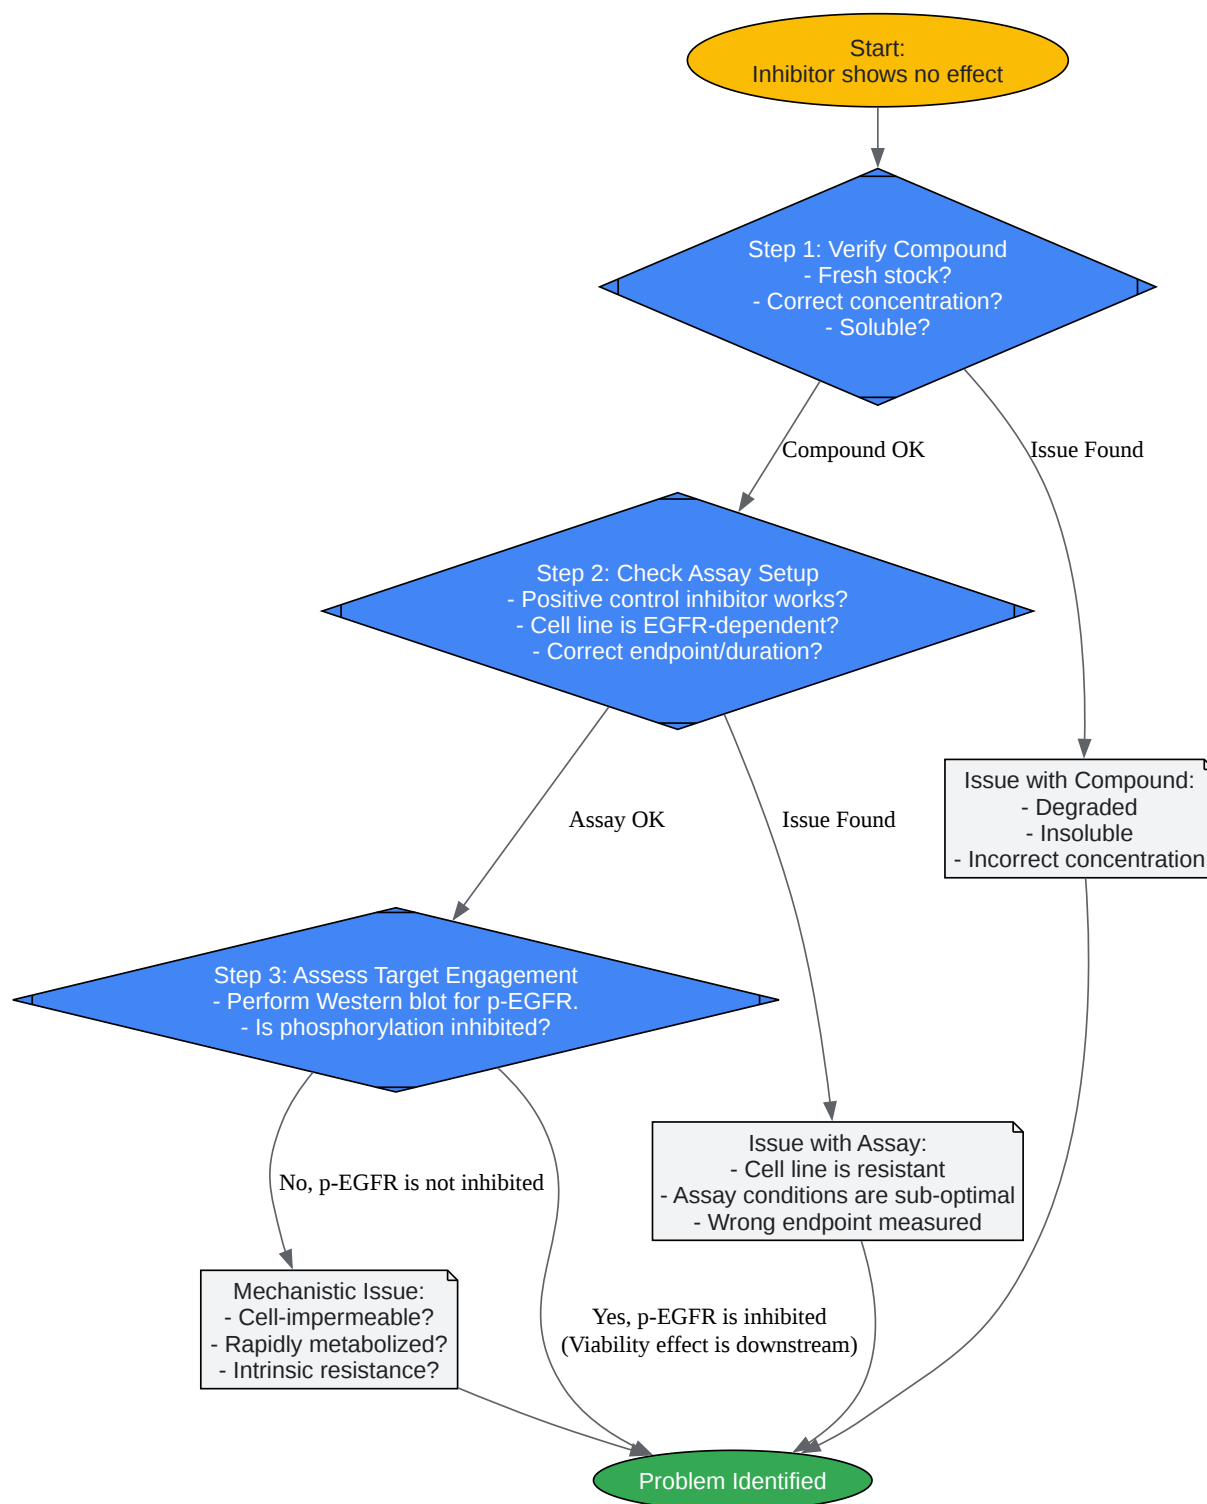 Start:
Inhibitor shows no effect
Step 1: Verify Compound
- Fresh stock?
- Correct concentration?
- Soluble?
Compound OK
Issue Found
Step 2: Check Assay Setup
- Positive control inhibitor works?
- Cell line is EGFR-dependent?
- Correct endpoint/duration?
Assay OK
Issue Found
Issue with Compound:
- Degraded
- Insoluble
- Incorrect concentration
Step 3: Assess Target Engagement
- Perform Western blot for p-EGFR.
- Is phosphorylation inhibited?
No, p-EGFR is not inhibited
Issue with Assay:
- Cell line is resistant
- Assay conditions are sub-optimal
- Wrong endpoint measured
Mechanistic Issue:
- Cell-impermeable?
- Rapidly metabolized?
- Intrinsic resistance?
Yes, p-EGFR is inhibited
(Viability effect is downstream)
Problem Identified